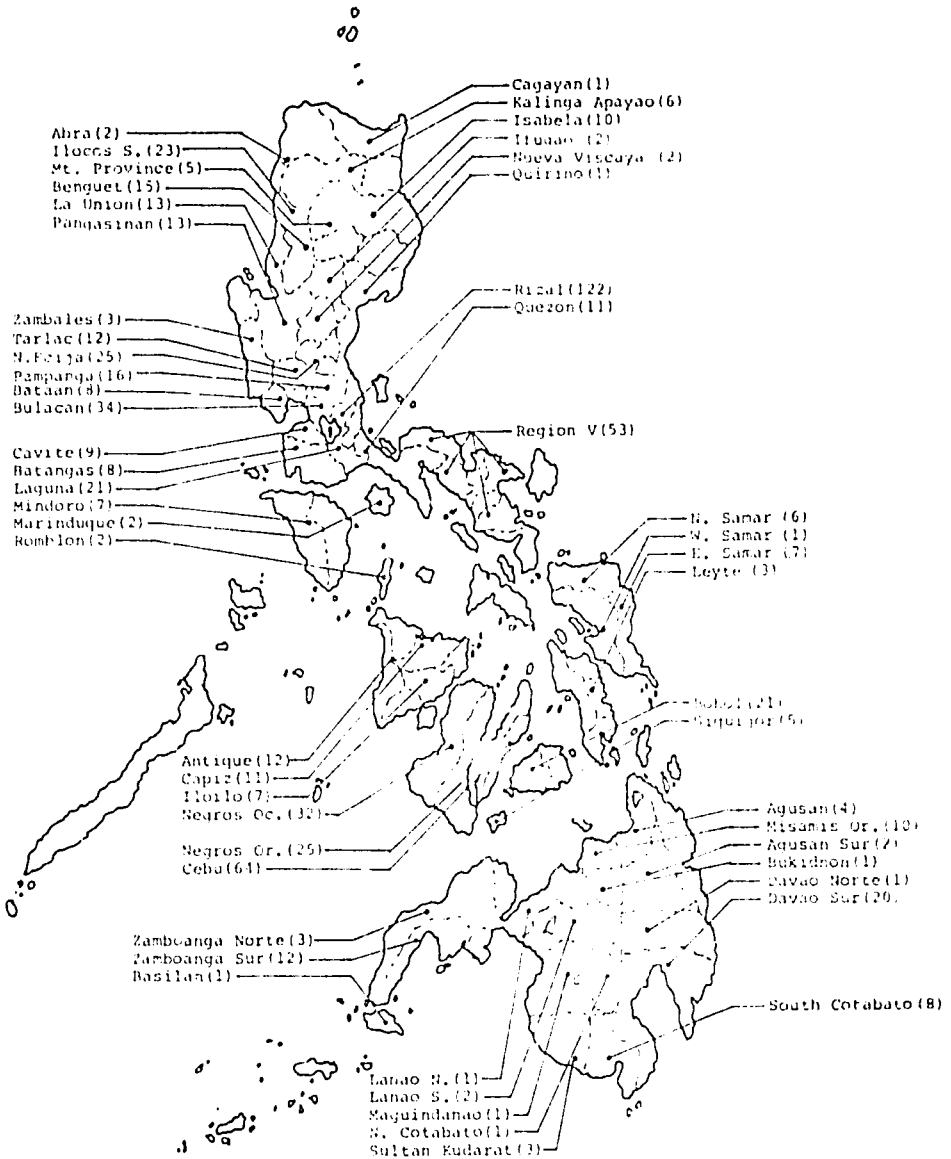 Cagayan(1)
Kalinga Apayao(6)
Isabela(10)
Ifugao (2)
Nueva Viscaya (2)
Quirino(1)
Abra(2)
Ilocos S.(23)
Mt. Province(5)
Benguet(15)
La Union(13)
Pangasinan(13)
Rizal(122)
Quezon(11)
Zambales(3)
Tarlac(12)
N.Ecija(25)
Pampanga(16)
Bataan(8)
Bulacan(34)
Region V(53)
Cavite(9)
Batangas(8)
Laguna(21)
Mindoro(7)
Marinduque(2)
Romblon(2)
N. Samar (6)
W. Samar (1)
E. Samar (7)
Leyte (3)
Bohol(21)
Siquijor(5)
Antique(12)
Capiz(11)
Iloilo(7)
Negros Oc.(32)
Negros Or.(25)
Cebu(64)
Agusan(4)
Misamis Or.(10)
Agusan Sur(2)
Bukidnon(1)
Davao Norte(1)
Davao Sur(20)
Zamboanga Norte(3)
Zamboanga Sur(12)
Basilan(1)
South Cotabato(8)
Lanao N.(1)
Lanao S.(2)
Maguindanao(1)
N. Cotabato(1)
Sultan Kudarat(3)